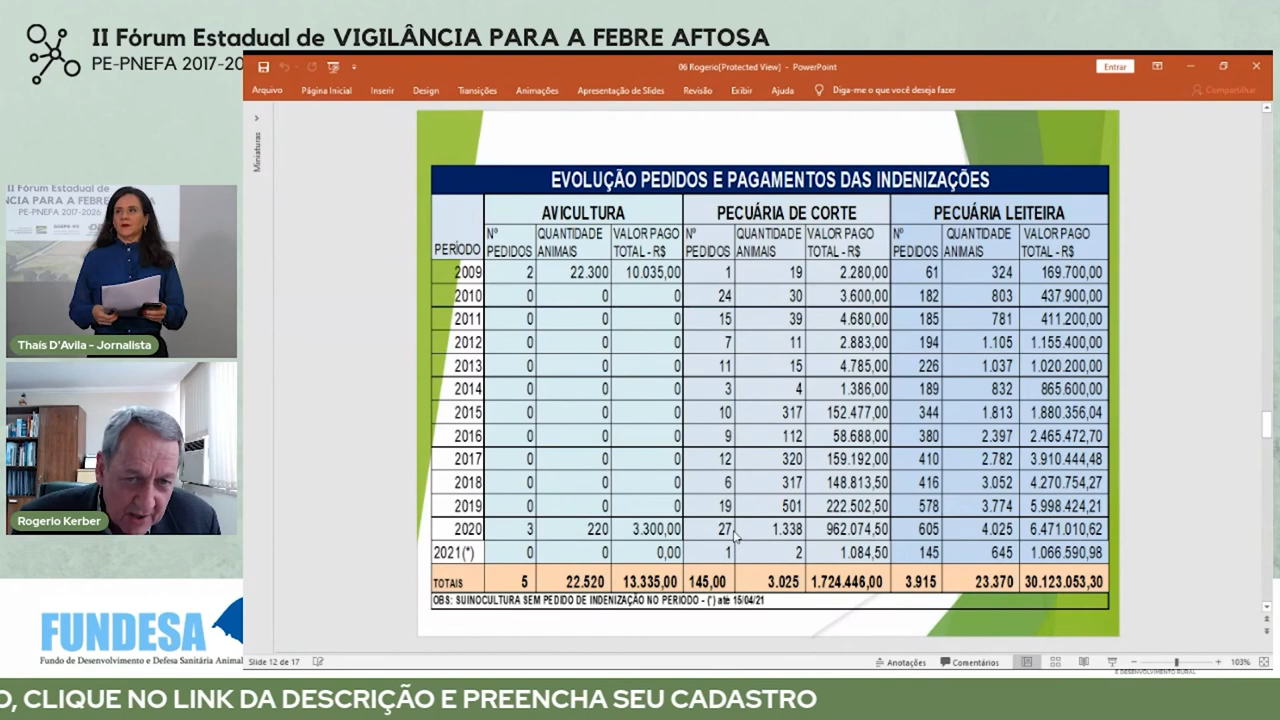 II Fórum Estadual de VIGILÂNCIA PARA A FEBRE AFTOSA
PE-PNEFA 2017-20
06 Rogerio[Protected View] - PowerPoint
Entrar
Arquivo Página Inicial Inserir Design Transições Animações Apresentação de Slides Revisão Exibir Ajuda Diga-me o que você deseja fazer Compartilhar
Miniaturas
EVOLUÇÃO PEDIDOS E PAGAMENTOS DAS INDENIZAÇÕES
AVICULTURA PECUÁRIA DE CORTE PECUÁRIA LEITEIRA
Nº QUANTIDADE VALOR PAGO Nº QUANTIDADE VALOR PAGO Nº QUANTIDADE VALOR PAGO
PERÍODO PEDIDOS ANIMAIS TOTAL - R$ PEDIDOS ANIMAIS TOTAL - R$ PEDIDOS ANIMAIS TOTAL - R$
2009 2 22.300 10.035,00 1 19 2.280,00 61 324 169.700,00
2010 0 0 0 24 30 3.600,00 182 803 437.900,00
2011 0 0 0 15 39 4.680,00 185 781 411.200,00
2012 0 0 0 7 11 2.883,00 194 1.105 1.155.400,00
2013 0 0 0 11 15 4.785,00 226 1.037 1.020.200,00
2014 0 0 0 3 4 1.386,00 189 832 865.600,00
2015 0 0 0 10 317 152.477,00 344 1.813 1.880.356,04
2016 0 0 0 9 112 58.688,00 380 2.397 2.465.472,70
2017 0 0 0 12 320 159.192,00 410 2.782 3.910.444,48
2018 0 0 0 6 317 148.813,50 416 3.052 4.270.754,27
2019 0 0 0 19 501 222.502,50 578 3.774 5.998.424,21
2020 3 220 3.300,00 27 1.338 962.074,50 605 4.025 6.471.010,62
2021(*) 0 0 0,00 1 2 1.084,50 145 645 1.066.590,98
TOTAIS 5 22.520 13.335,00 145,00 3.025 1.724.446,00 3.915 23.370 30.123.053,30
OBS: SUINOCULTURA SEM PEDIDO DE INDENIZAÇÃO NO PERIODO - (*) até 15/04/21
II Fórum Estadual de
NCIA PARA A FEBRE A
PE-PNEFA 2017-2026
Thaís D'Avila - Jornalista
Rogerio Kerber
FUNDESA
Fundo de Desenvolvimento e Defesa Sanitária Animal
Slide 12 de 17 Anotações Comentários 103%
E DESENVOLVIMENTO RURAL
O, CLIQUE NO LINK DA DESCRIÇÃO E PREENCHA SEU CADASTRO